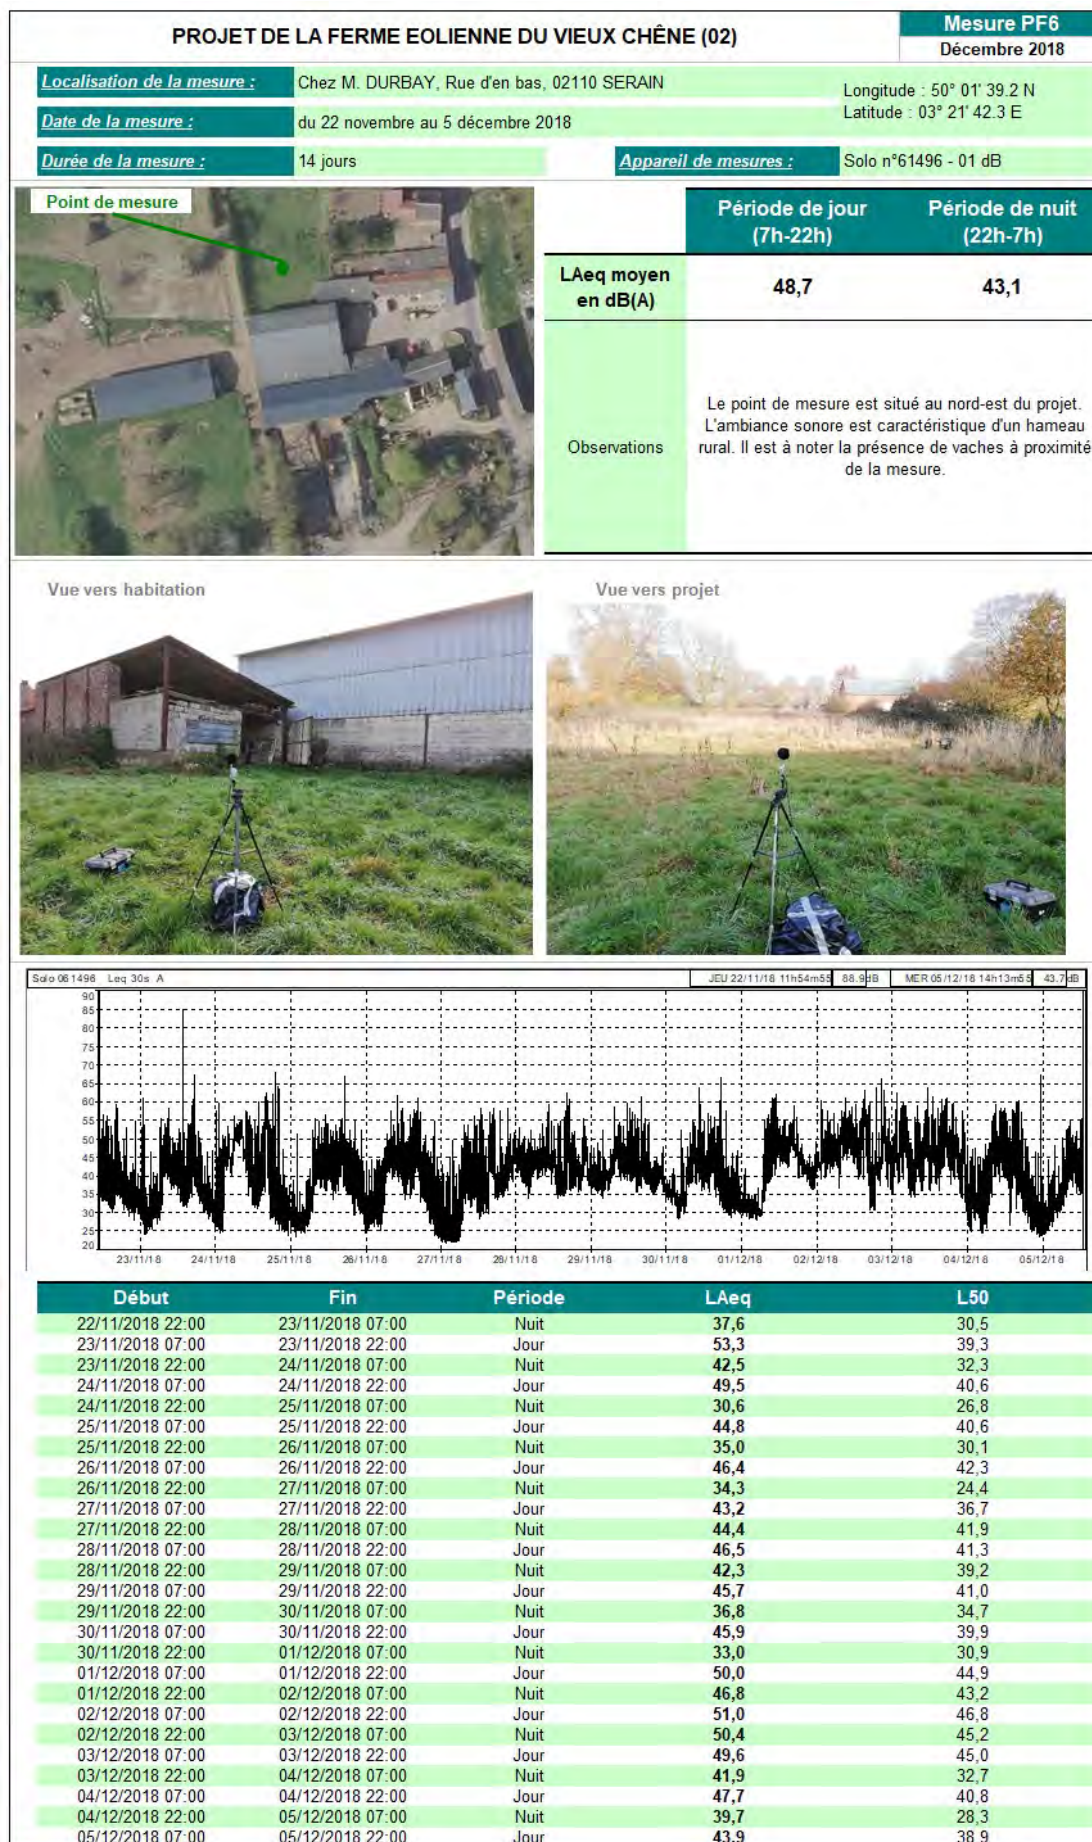 PROJET DE LA FERME EOLIENNE DU VIEUX CHÊNE (02)
Mesure PF6
Décembre 2018
Localisation de la mesure :
Chez M. DURBAY, Rue d'en bas, 02110 SERAIN
Longitude : 50° 01' 39.2 N
Latitude : 03° 21' 42.3 E
Date de la mesure :
du 22 novembre au 5 décembre 2018
Durée de la mesure :
14 jours
Appareil de mesures :
Solo n°61496 - 01 dB
Point de mesure
Période de jour
(7h-22h)
Période de nuit
(22h-7h)
LAeq moyen
en dB(A)
48,7
43,1
Observations
Le point de mesure est situé au nord-est du projet.
L'ambiance sonore est caractéristique d'un hameau
rural. Il est à noter la présence de vaches à proximité
de la mesure.
Vue vers habitation
Vue vers projet
Solo 061496 Leq 30s A
JEU 22/11/18 11h54m55 88.9dB MER 05/12/18 14h13m55 43.7dB
90
85
80
75
70
65
60
55
50
45
40
35
30
25
20
23/11/18 24/11/18 25/11/18 26/11/18 27/11/18 28/11/18 29/11/18 30/11/18 01/12/18 02/12/18 03/12/18 04/12/18 05/12/18
Début Fin Période LAeq L50
22/11/2018 22:00 23/11/2018 07:00 Nuit 37,6 30,5
23/11/2018 07:00 23/11/2018 22:00 Jour 53,3 39,3
23/11/2018 22:00 24/11/2018 07:00 Nuit 42,5 32,3
24/11/2018 07:00 24/11/2018 22:00 Jour 49,5 40,6
24/11/2018 22:00 25/11/2018 07:00 Nuit 30,6 26,8
25/11/2018 07:00 25/11/2018 22:00 Jour 44,8 40,6
25/11/2018 22:00 26/11/2018 07:00 Nuit 35,0 30,1
26/11/2018 07:00 26/11/2018 22:00 Jour 46,4 42,3
26/11/2018 22:00 27/11/2018 07:00 Nuit 34,3 24,4
27/11/2018 07:00 27/11/2018 22:00 Jour 43,2 36,7
27/11/2018 22:00 28/11/2018 07:00 Nuit 44,4 41,9
28/11/2018 07:00 28/11/2018 22:00 Jour 46,5 41,3
28/11/2018 22:00 29/11/2018 07:00 Nuit 42,3 39,2
29/11/2018 07:00 29/11/2018 22:00 Jour 45,7 41,0
29/11/2018 22:00 30/11/2018 07:00 Nuit 36,8 34,7
30/11/2018 07:00 30/11/2018 22:00 Jour 45,9 39,9
30/11/2018 22:00 01/12/2018 07:00 Nuit 33,0 30,9
01/12/2018 07:00 01/12/2018 22:00 Jour 50,0 44,9
01/12/2018 22:00 02/12/2018 07:00 Nuit 46,8 43,2
02/12/2018 07:00 02/12/2018 22:00 Jour 51,0 46,8
02/12/2018 22:00 03/12/2018 07:00 Nuit 50,4 45,2
03/12/2018 07:00 03/12/2018 22:00 Jour 49,6 45,0
03/12/2018 22:00 04/12/2018 07:00 Nuit 41,9 32,7
04/12/2018 07:00 04/12/2018 22:00 Jour 47,7 40,8
04/12/2018 22:00 05/12/2018 07:00 Nuit 39,7 28,3
05/12/2018 07:00 05/12/2018 22:00 Jour 43,9 38,9